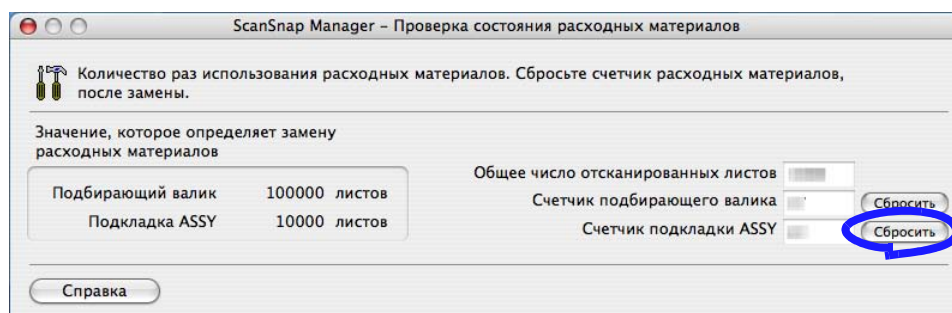 ScanSnap Manager – Проверка состояния расходных материалов
Количество раз использования расходных материалов. Сбросьте счетчик расходных материалов,
после замены.
Значение, которое определяет замену
расходных материалов
Подбирающий валик 100000 листов
Подкладка ASSY 10000 листов
Общее число отсканированных листов
Счетчик подбирающего валика Сбросить
Счетчик подкладки ASSY Сбросить
Справка